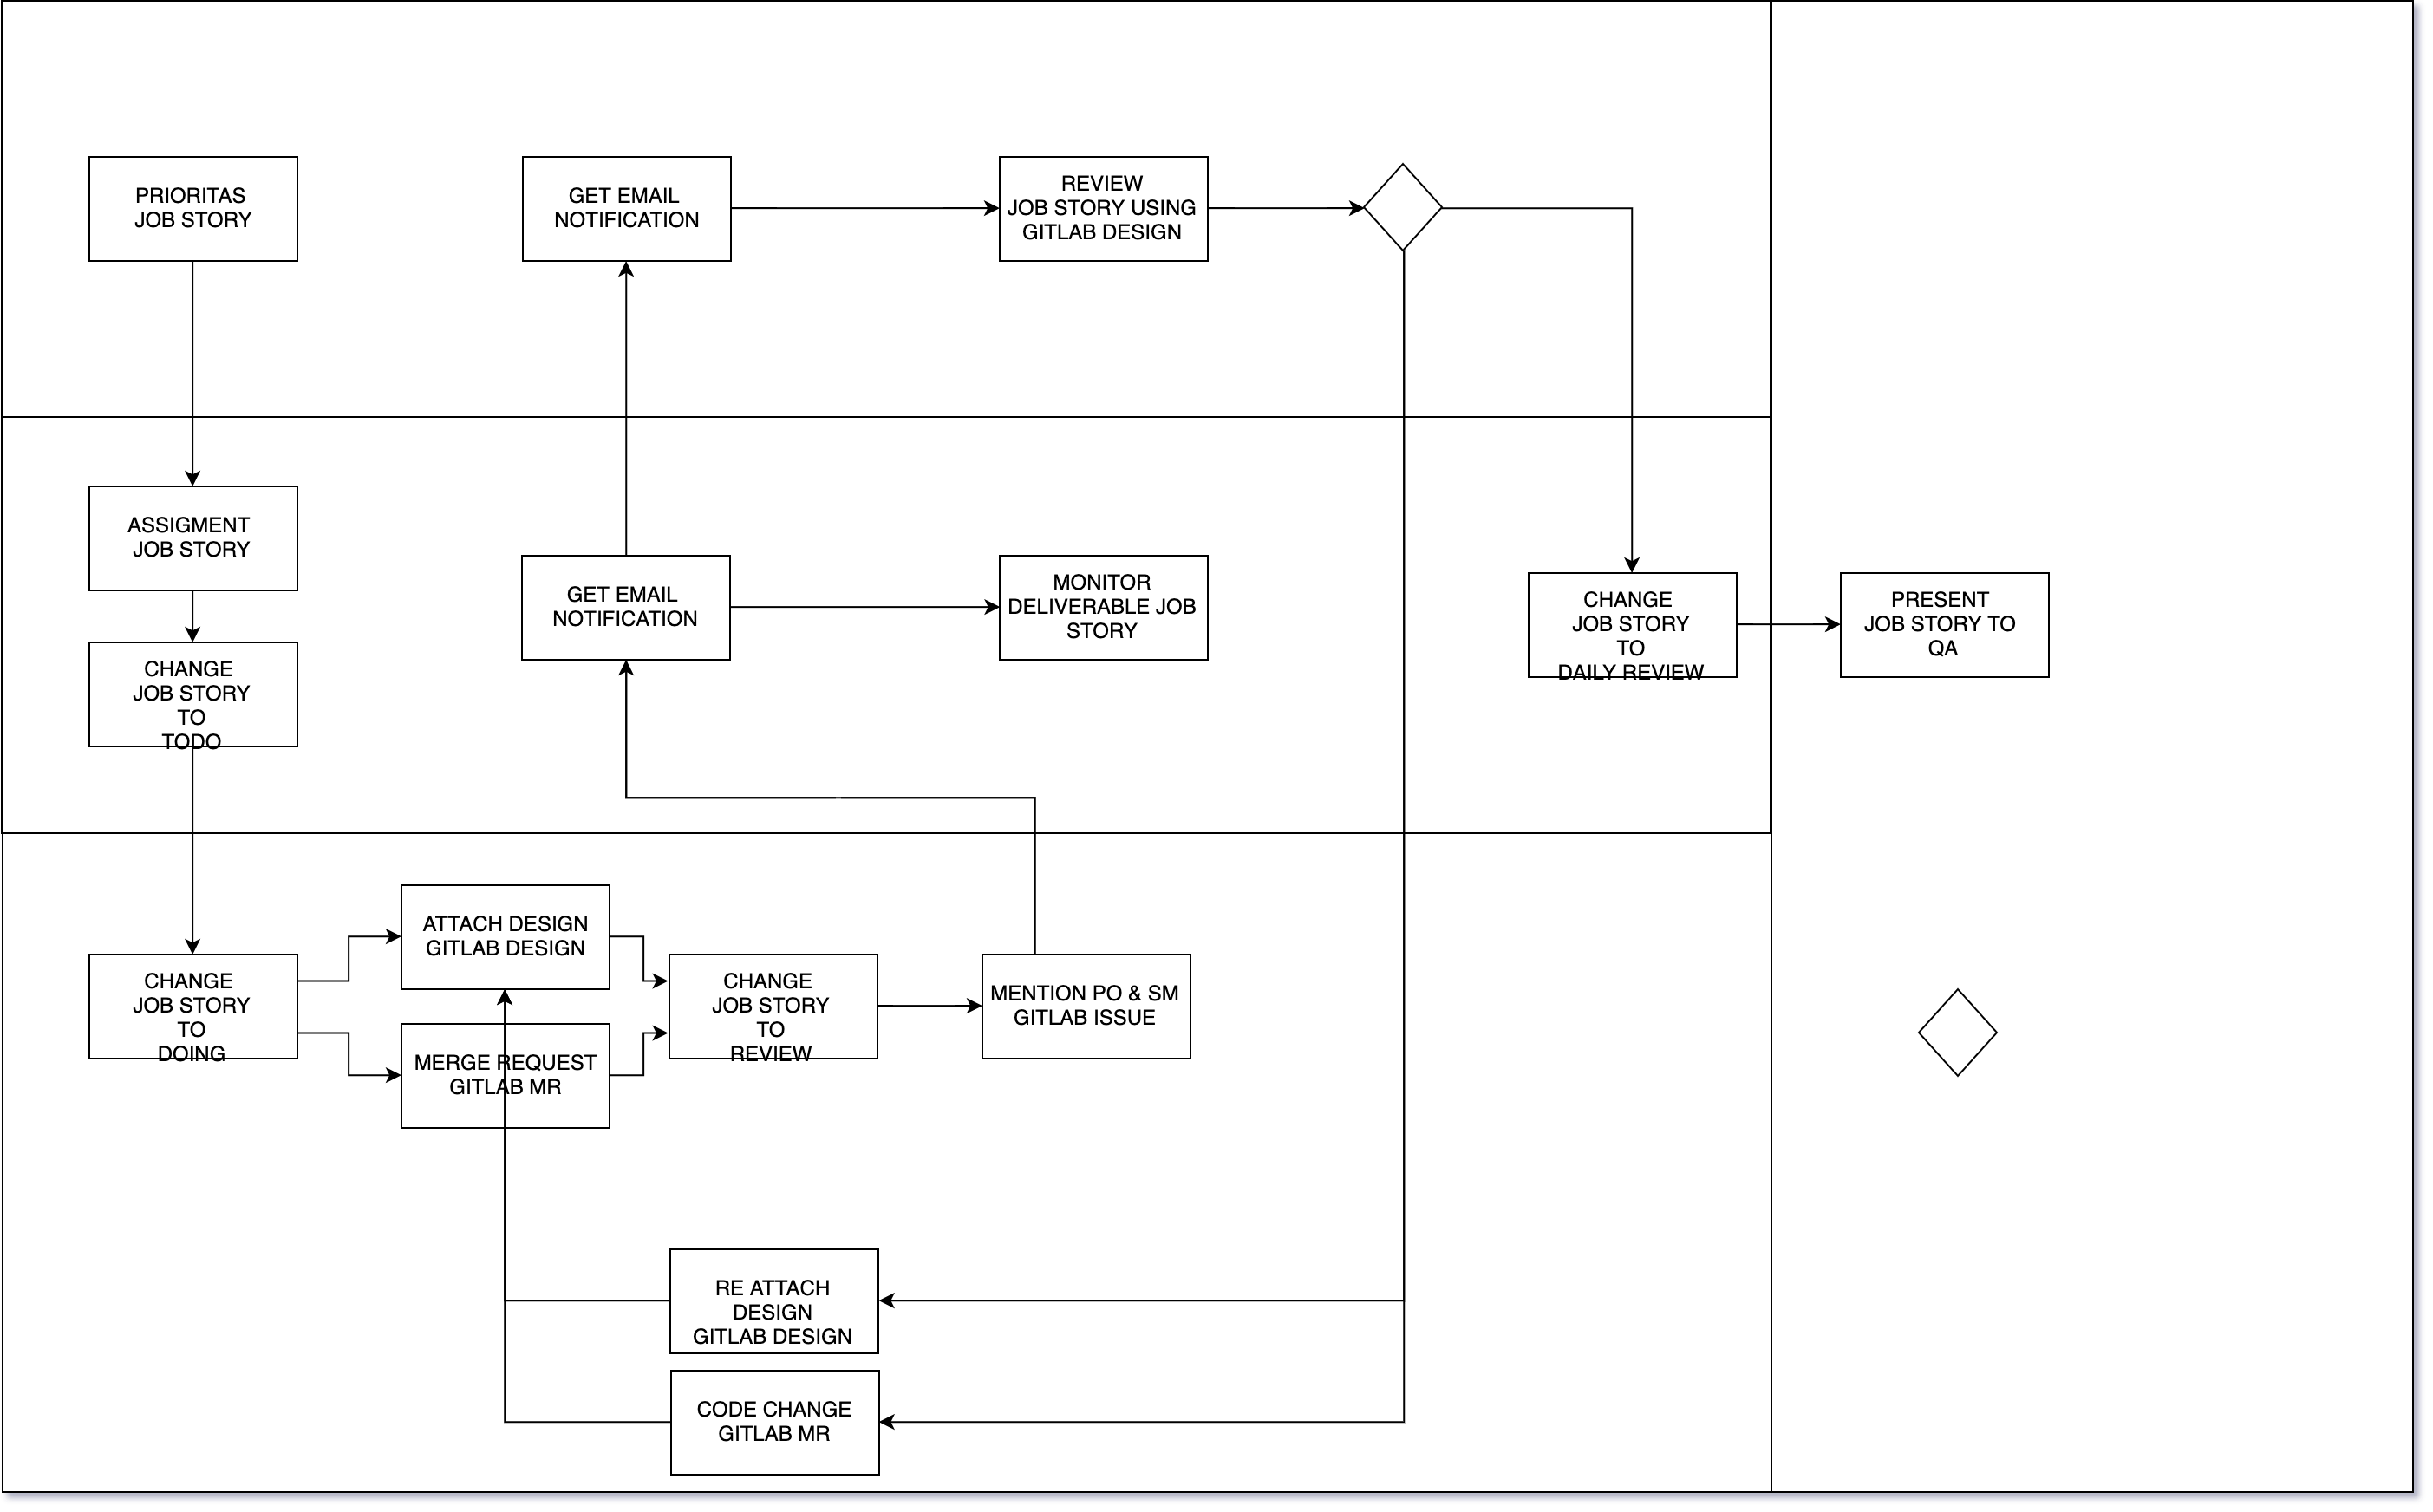 PRIORITAS
JOB STORY
GET EMAIL
NOTIFICATION
REVIEW
JOB STORY USING
GITLAB DESIGN
ASSIGMENT
JOB STORY
GET EMAIL
NOTIFICATION
MONITOR
DELIVERABLE JOB
STORY
CHANGE
JOB STORY
TO
DAILY REVIEW
PRESENT
JOB STORY TO
QA
CHANGE
JOB STORY
TO
TODO
ATTACH DESIGN
GITLAB DESIGN
CHANGE
JOB STORY
TO
DOING
MERGE REQUEST
GITLAB MR
CHANGE
JOB STORY
TO
REVIEW
MENTION PO & SM
GITLAB ISSUE
RE ATTACH
DESIGN
GITLAB DESIGN
CODE CHANGE
GITLAB MR